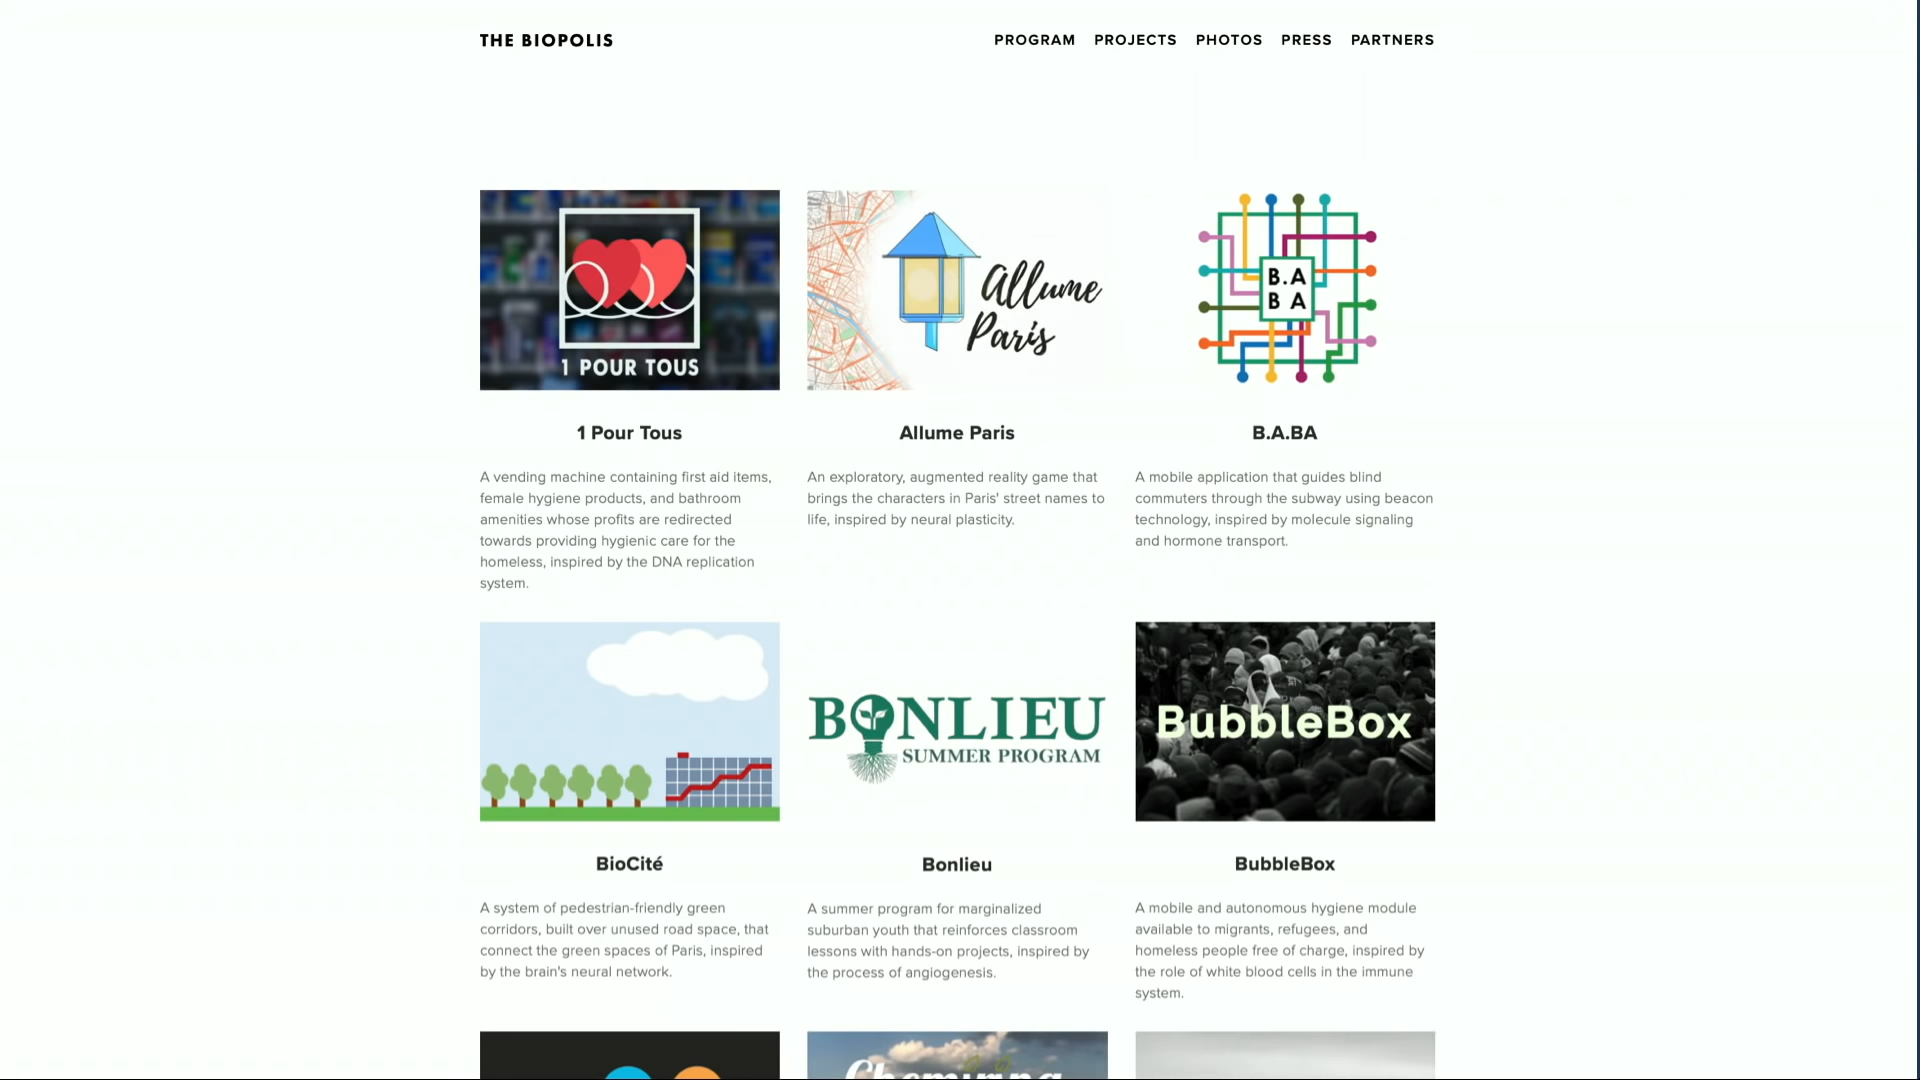 THE BIOPOLIS
PROGRAM PROJECTS PHOTOS PRESS PARTNERS
1 POUR TOUS
Allume
Paris
B.A
B A
1 Pour Tous
Allume Paris
B.A.BA
A vending machine containing first aid items,
female hygiene products, and bathroom
amenities whose profits are redirected
towards providing hygienic care for the
homeless, inspired by the DNA replication
system.
An exploratory, augmented reality game that
brings the characters in Paris' street names to
life, inspired by neural plasticity.
A mobile application that guides blind
commuters through the subway using beacon
technology, inspired by molecule signaling
and hormone transport.
BONLIEU
SUMMER PROGRAM
BubbleBox
BioCité
Bonlieu
BubbleBox
A system of pedestrian-friendly green
corridors, built over unused road space, that
connect the green spaces of Paris, inspired
by the brain's neural network.
A summer program for marginalized
suburban youth that reinforces classroom
lessons with hands-on projects, inspired by
the process of angiogenesis.
A mobile and autonomous hygiene module
available to migrants, refugees, and
homeless people free of charge, inspired by
the role of white blood cells in the immune
system.